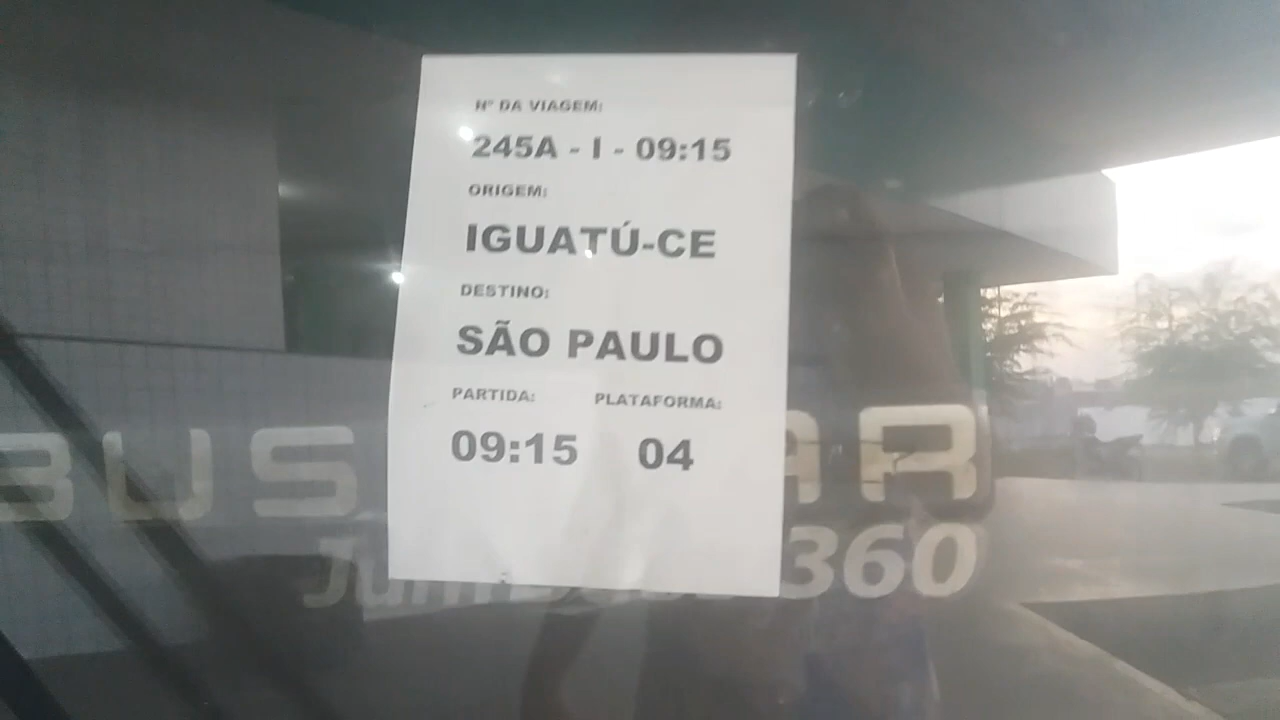 Nº DA VIAGEM:
245A - I - 09:15
ORIGEM:
IGUATÚ-CE
DESTINO:
SÃO PAULO
PARTIDA: PLATAFORMA:
09:15 04
BUS AR
360